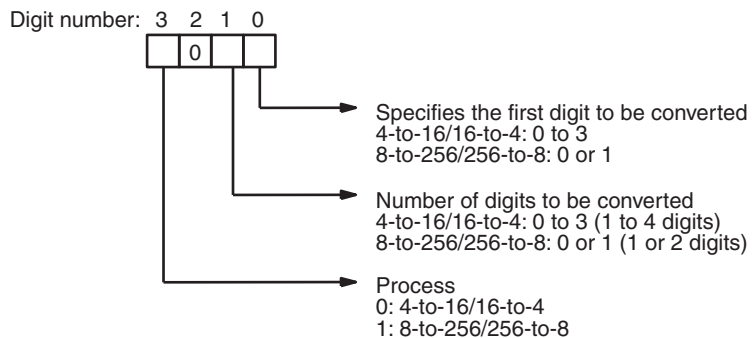 Digit number: 3 2 1 0
0
Specifies the first digit to be converted
4-to-16/16-to-4: 0 to 3
8-to-256/256-to-8: 0 or 1
Number of digits to be converted
4-to-16/16-to-4: 0 to 3 (1 to 4 digits)
8-to-256/256-to-8: 0 or 1 (1 or 2 digits)
Process
0: 4-to-16/16-to-4
1: 8-to-256/256-to-8